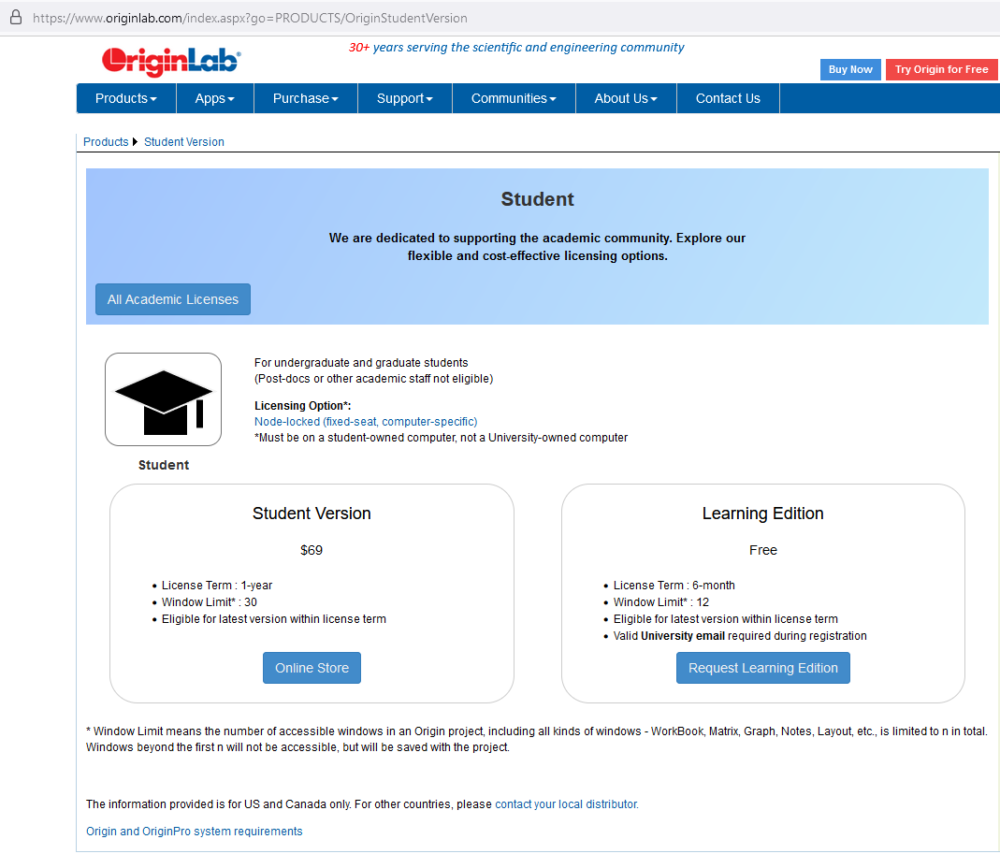 https://www.originlab.com/index.aspx?go=PRODUCTS/OriginStudentVersion
OriginLab®
30+ years serving the scientific and engineering community
Buy Now
Try Origin for Free
Products
Apps
Purchase
Support
Communities
About Us
Contact Us
Products
Student Version
Student
We are dedicated to supporting the academic community. Explore our
flexible and cost-effective licensing options.
All Academic Licenses
For undergraduate and graduate students
(Post-docs or other academic staff not eligible)
Licensing Option*:
Node-locked (fixed-seat, computer-specific)
*Must be on a student-owned computer, not a University-owned computer
Student
Student Version
$69
• License Term : 1-year
• Window Limit* : 30
• Eligible for latest version within license term
Online Store
Learning Edition
Free
• License Term : 6-month
• Window Limit* : 12
• Eligible for latest version within license term
• Valid University email required during registration
Request Learning Edition
* Window Limit means the number of accessible windows in an Origin project, including all kinds of windows - WorkBook, Matrix, Graph, Notes, Layout, etc., is limited to n in total.
Windows beyond the first n will not be accessible, but will be saved with the project.
The information provided is for US and Canada only. For other countries, please contact your local distributor.
Origin and OriginPro system requirements